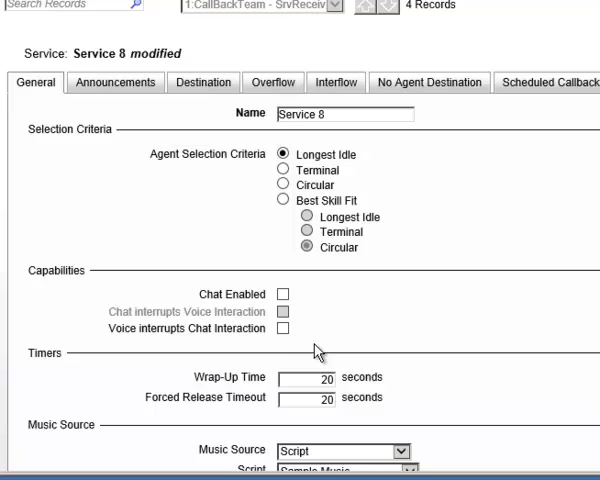 Search Records 1:CallBackTeam - SrvReceiv 4 Records
Service: Service 8 modified
General Announcements Destination Overflow Interflow No Agent Destination Scheduled Callback
Name Service 8
Selection Criteria
Agent Selection Criteria Longest Idle
Terminal
Circular
Best Skill Fit
Longest Idle
Terminal
Circular
Capabilities
Chat Enabled
Chat interrupts Voice Interaction
Voice interrupts Chat Interaction
Timers
Wrap-Up Time 20 seconds
Forced Release Timeout 20 seconds
Music Source
Music Source Script
Script Sample Music